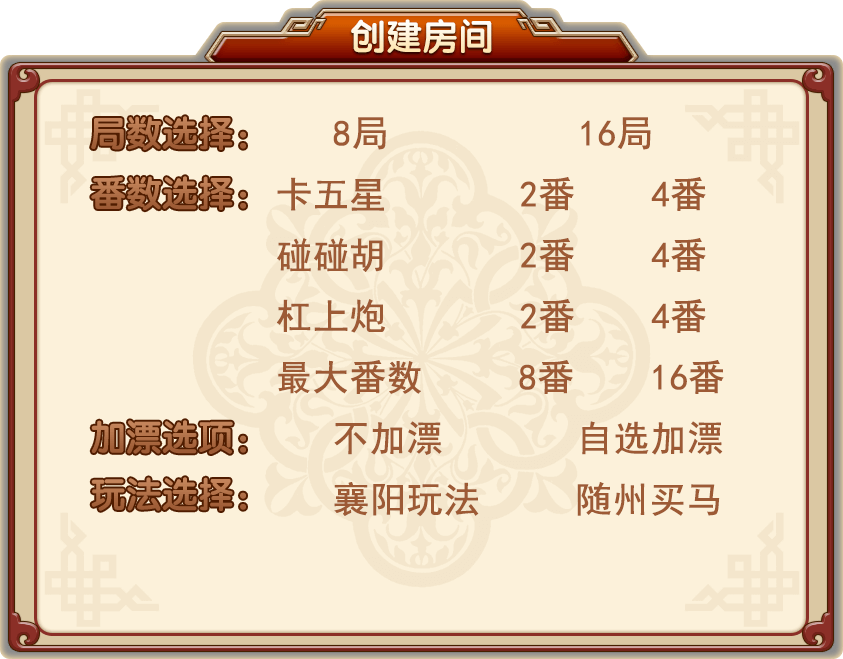 创建房间
局数选择： 8局 16局
番数选择： 卡五星 2番 4番
碰碰胡 2番 4番
杠上炮 2番 4番
最大番数 8番 16番
加漂选项： 不加漂 自选加漂
玩法选择： 襄阳玩法 随州买马